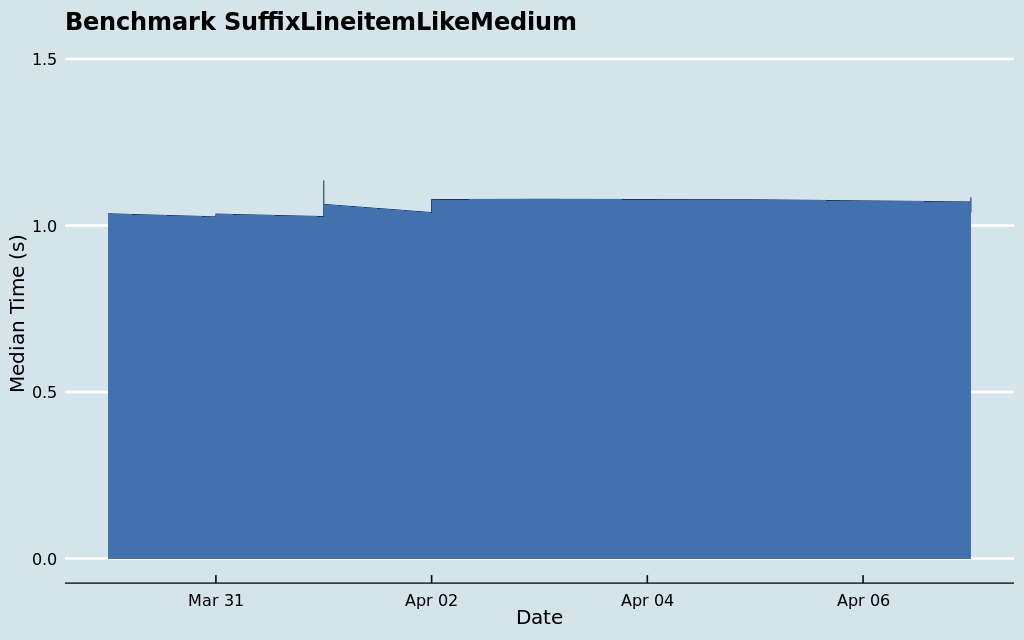 Benchmark SuffixLineitemLikeMedium
1.5
1.0
0.5
0.0
Median Time (s)
Mar 31
Apr 02
Apr 04
Apr 06
Date